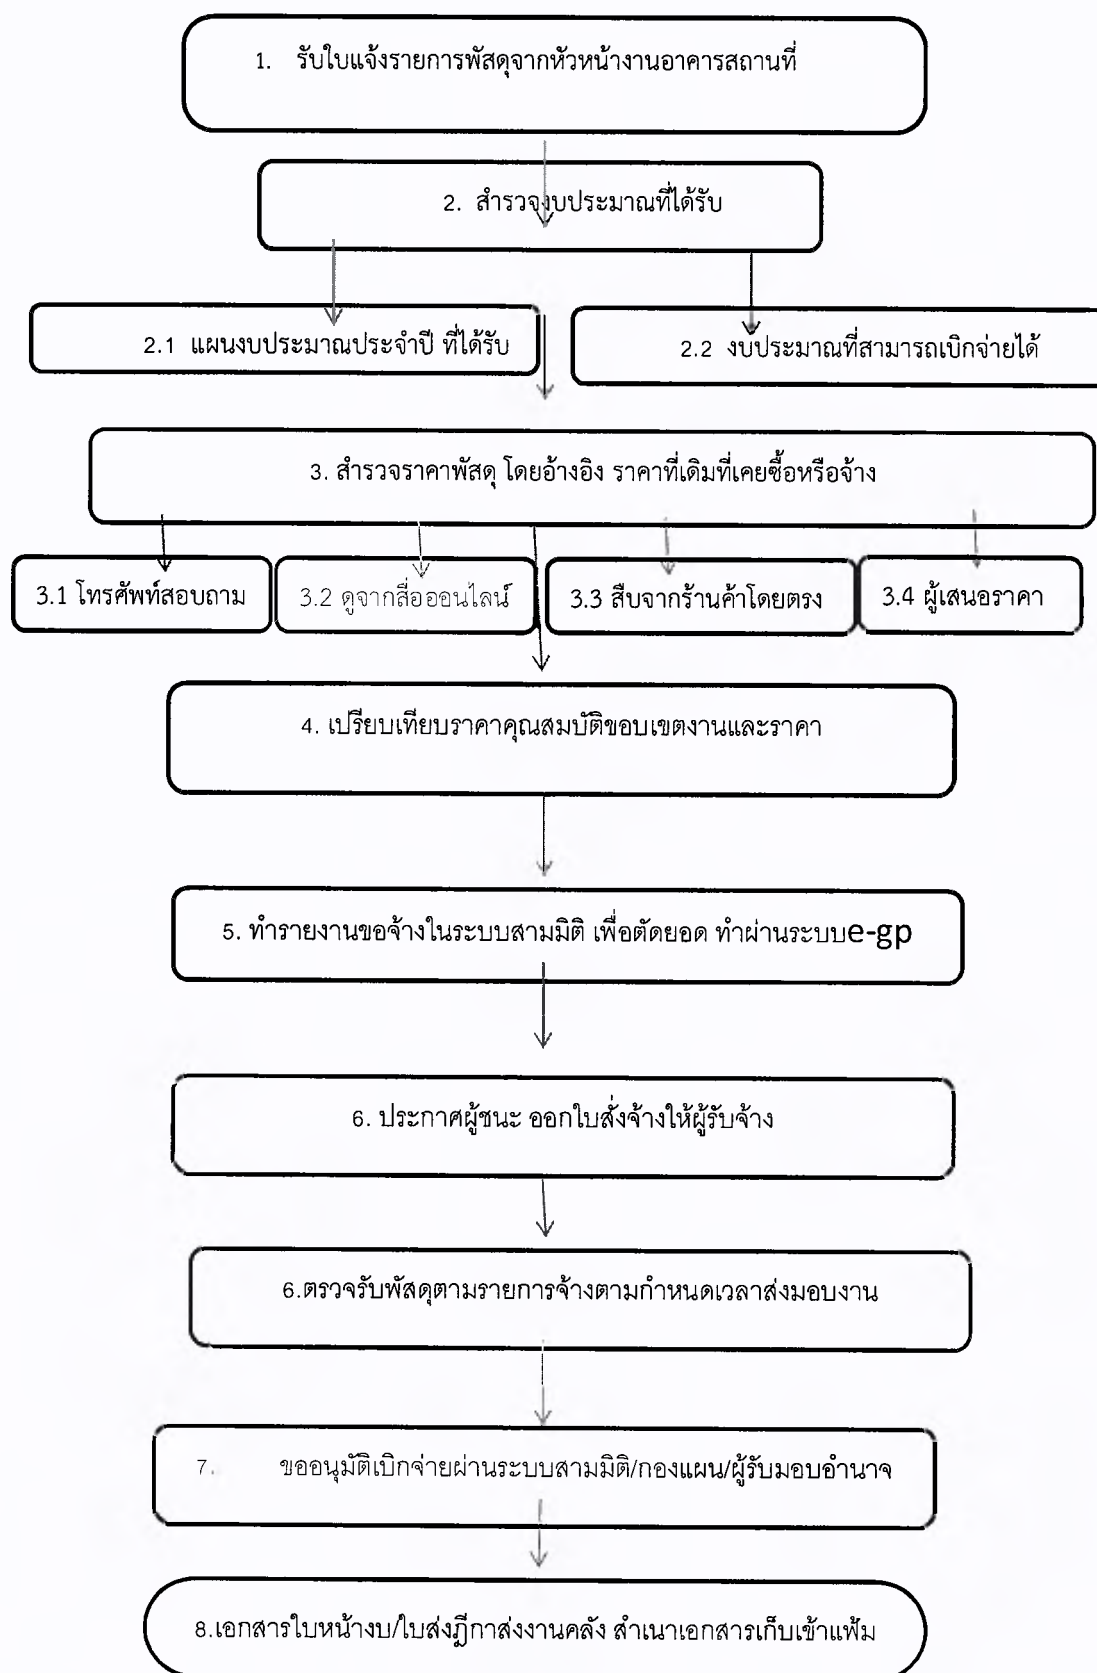 1. รับใบแจ้งรายการพัสดุจากหัวหน้างานอาคารสถานที่
2. สำรวจงบประมาณที่ได้รับ
2.1 แผนงบประมาณประจำปี ที่ได้รับ
2.2 งบประมาณที่สามารถเบิกจ่ายได้
3. สำรวจราคาพัสดุ โดยอ้างอิง ราคาที่เดิมที่เคยซื้อหรือจ้าง
3.1 โทรศัพท์สอบถาม
3.2 ดูจากสื่อออนไลน์
3.3 สืบจากร้านค้าโดยตรง
3.4 ผู้เสนอราคา
4. เปรียบเทียบราคาคุณสมบัติขอบเขตงานและราคา
5. ทำรายงานขอจ้างในระบบสามมิติ เพื่อตัดยอด ทำผ่านระบบe-gp
6. ประกาศผู้ชนะ ออกใบสั่งจ้างให้ผู้รับจ้าง
6.ตรวจรับพัสดุตามรายการจ้างตามกำหนดเวลาส่งมอบงาน
7. ขออนุมัติเบิกจ่ายผ่านระบบสามมิติ/กองแผน/ผู้รับมอบอำนาจ
8.เอกสารใบหน้างบ/ใบส่งฎีกาส่งงานคลัง สำเนาเอกสารเก็บเข้าแฟ้ม